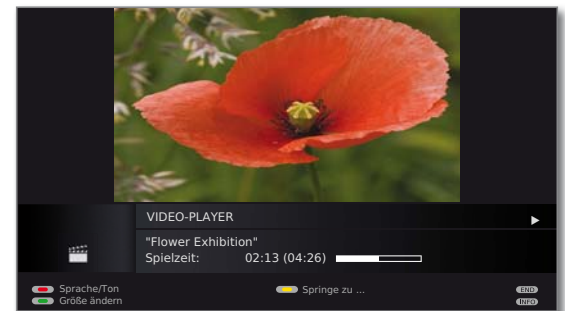 VIDEO-PLAYER
"Flower Exhibition"
Spielzeit: 02:13 (04:26)
Sprache/Ton
Springe zu ...
END
Größe ändern
INFO